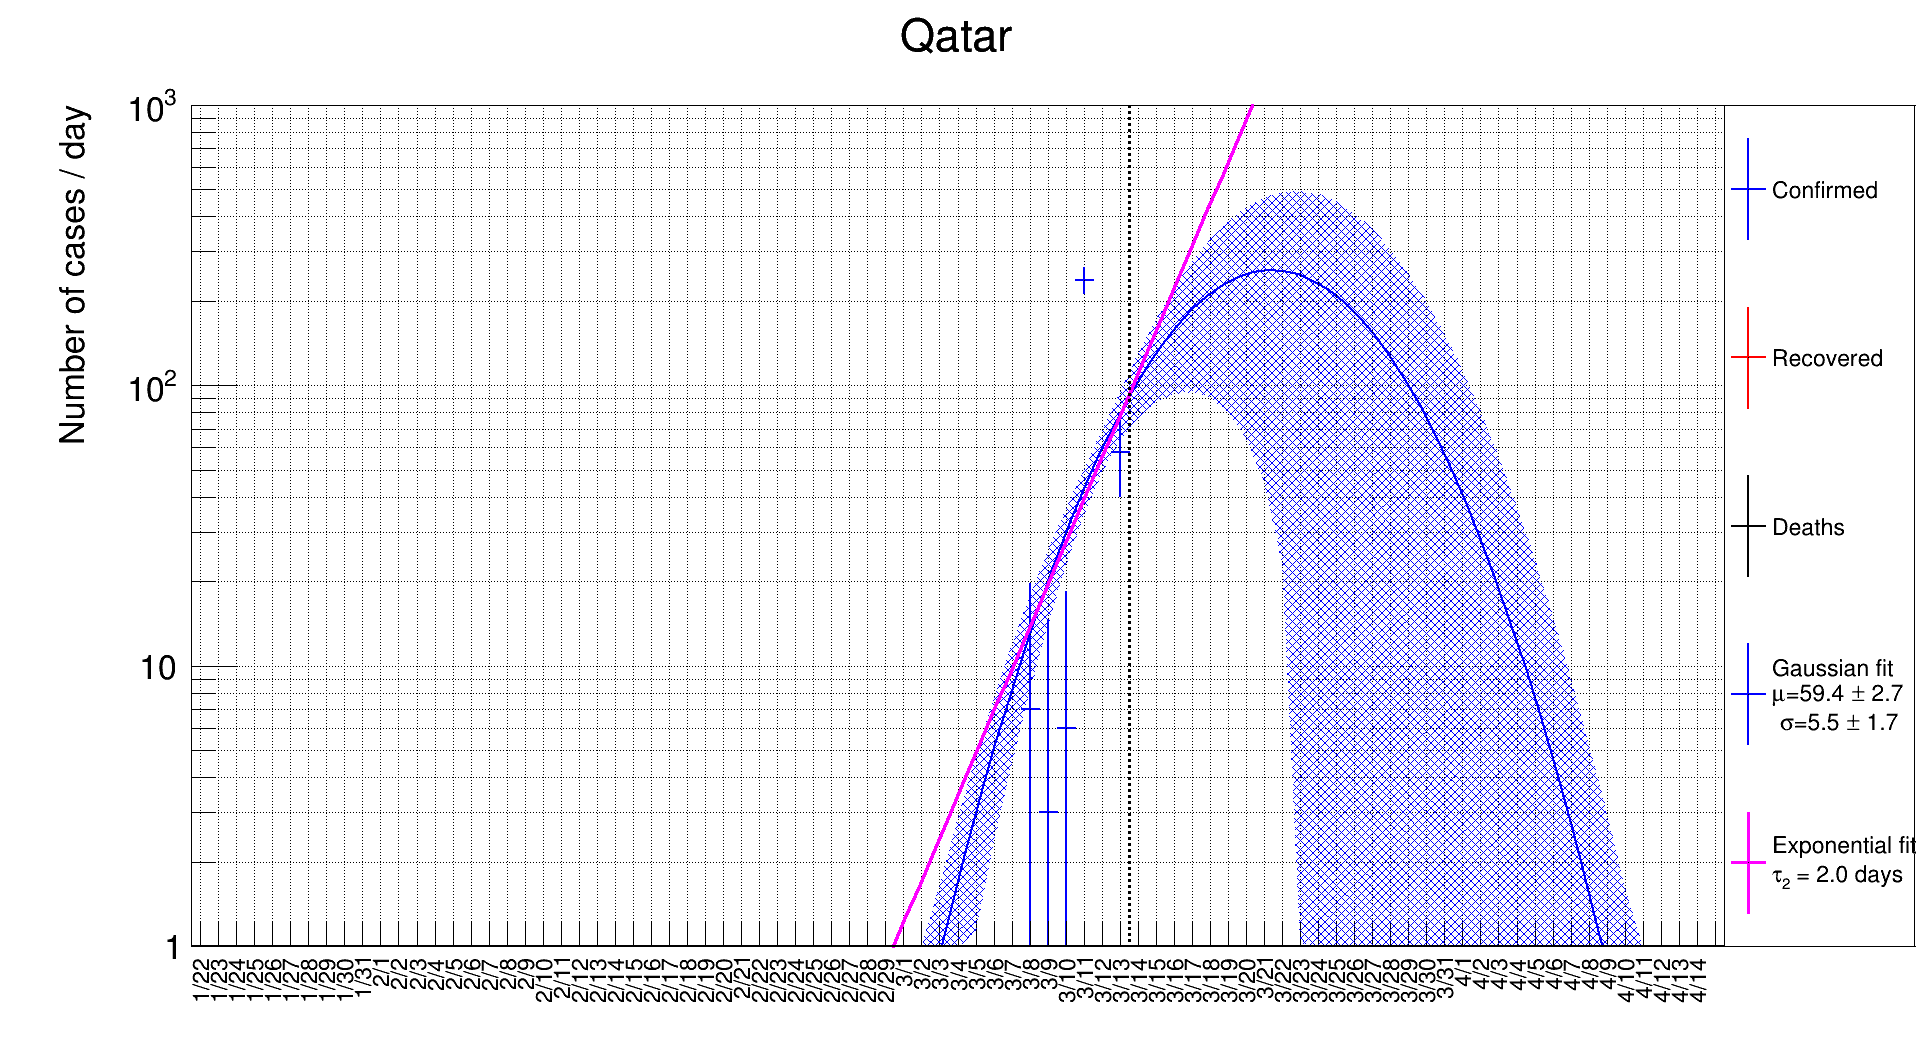 Qatar
Number of cases / day
10³
10²
10
1
1/22 1/23 1/24 1/25 1/26 1/27 1/28 1/29 1/30 1/31 2/1 2/2 2/3 2/4 2/5 2/6 2/7 2/8 2/9 2/10 2/11 2/12 2/13 2/14 2/15 2/16 2/17 2/18 2/19 2/20 2/21 2/22 2/23 2/24 2/25 2/26 2/27 2/28 2/29 3/1 3/2 3/3 3/4 3/5 3/6 3/7 3/8 3/9 3/10 3/11 3/12 3/13 3/14 3/15 3/16 3/17 3/18 3/19 3/20 3/21 3/22 3/23 3/24 3/25 3/26 3/27 3/28 3/29 3/30 3/31 4/1 4/2 4/3 4/4 4/5 4/6 4/7 4/8 4/9 4/10 4/11 4/12 4/13 4/14
Confirmed
Recovered
Deaths
Gaussian fit
μ=59.4 ± 2.7
σ=5.5 ± 1.7
Exponential fit
τ₂ = 2.0 days